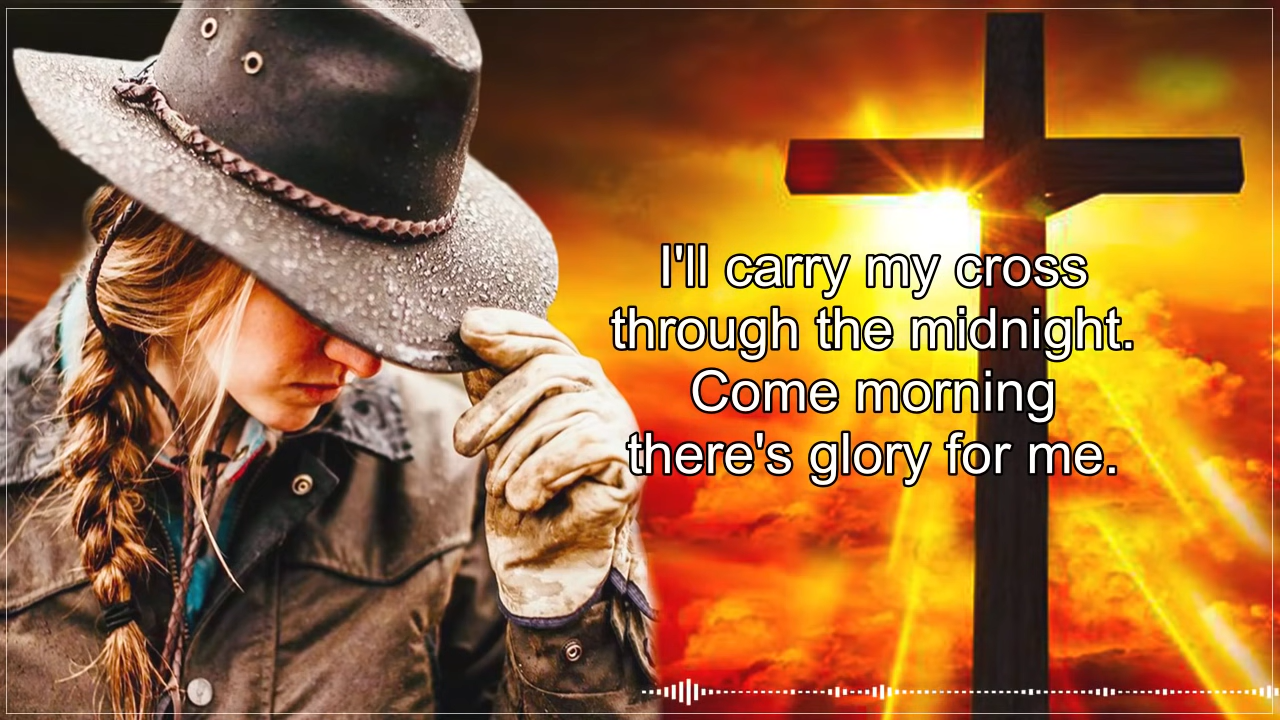 I'll carry my cross
through the midnight.
Come morning
there's glory for me.